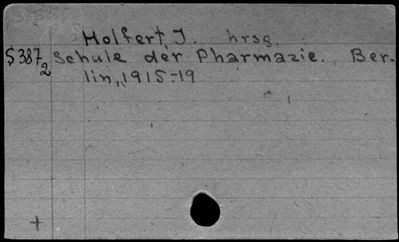 Holfert, J. hrsg.
S387 Schule der Pharmazie. Ber-
2
lin, 1915-19
+